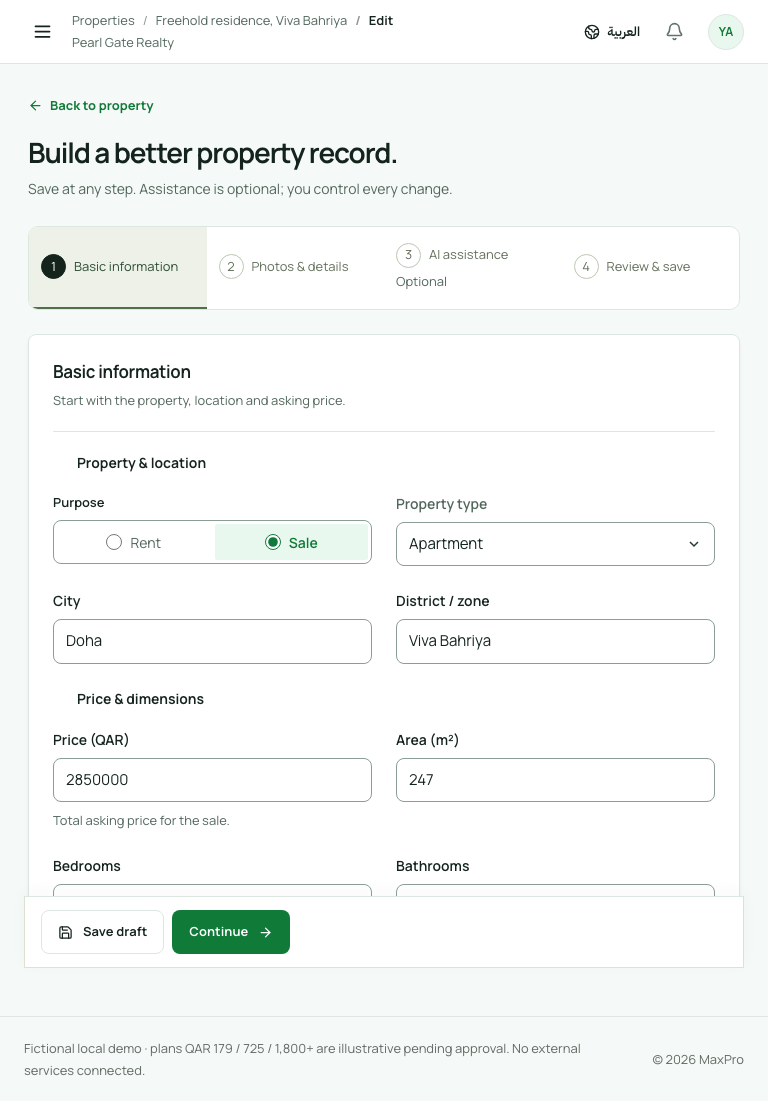 Properties / Freehold residence, Viva Bahriya / Edit
Pearl Gate Realty
العربية
YA
Back to property
Build a better property record.
Save at any step. Assistance is optional; you control every change.
1 Basic information
2 Photos & details
3 AI assistance
Optional
4 Review & save
Basic information
Start with the property, location and asking price.
Property & location
Purpose
Rent
Sale
Property type
Apartment
City
Doha
District / zone
Viva Bahriya
Price & dimensions
Price (QAR)
2850000
Total asking price for the sale.
Area (m²)
247
Bedrooms
Bathrooms
Save draft
Continue
Fictional local demo · plans QAR 179 / 725 / 1,800+ are illustrative pending approval. No external
services connected.
© 2026 MaxPro